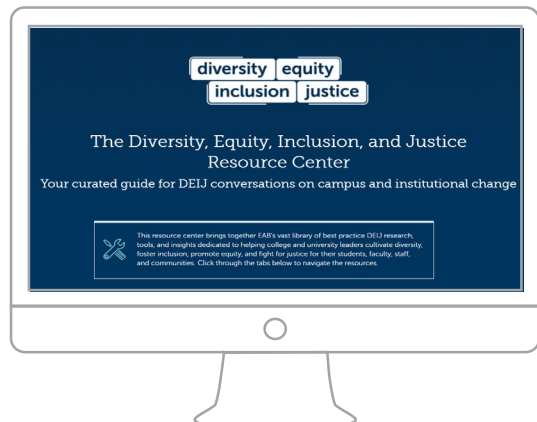 diversity equity
inclusion justice
The Diversity, Equity, Inclusion, and Justice
Resource Center
Your curated guide for DEIJ conversations on campus and institutional change
This resource center brings together EAB's vast library of best practice DEIJ research,
tools, and insights dedicated to helping college and university leaders cultivate diversity,
foster inclusion, promote equity, and fight for justice for their students, faculty, staff,
and communities. Click through the tabs below to navigate the resources.